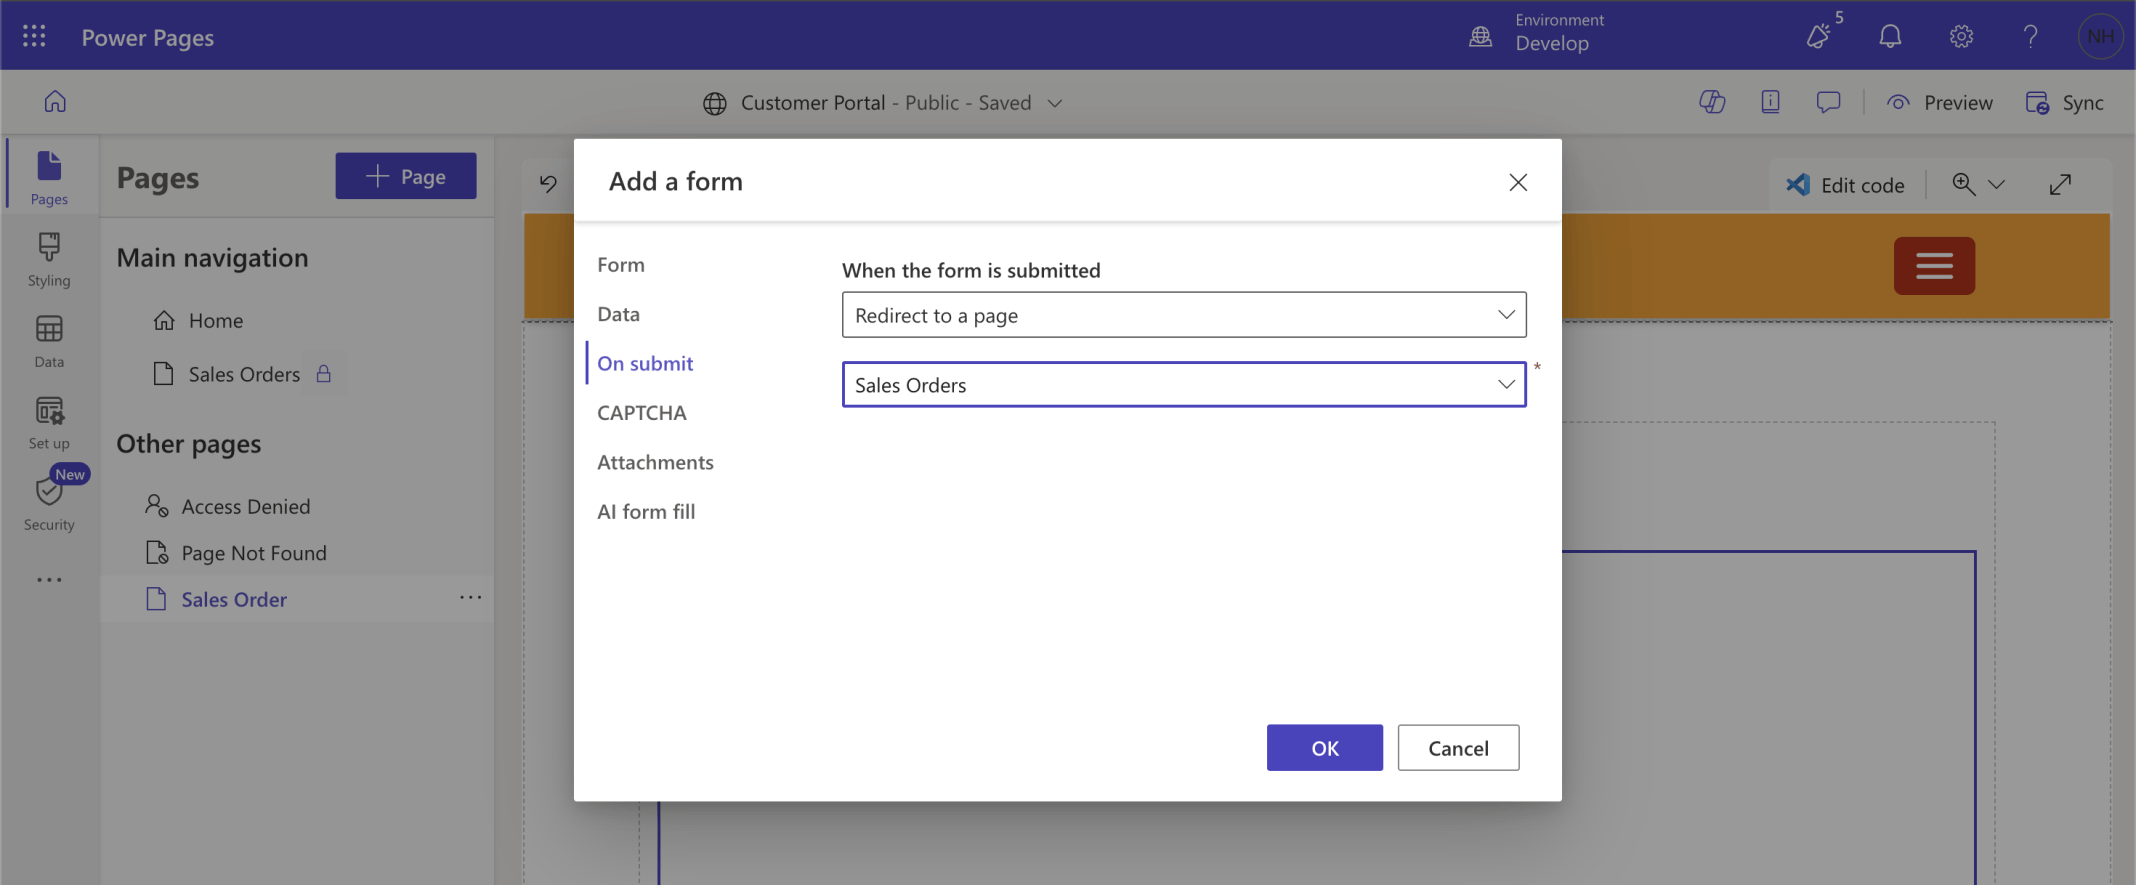 Power Pages
Environment
Develop
5
NH
Customer Portal - Public - Saved
Preview
Sync
Pages
Styling
Data
Set up
New
Security
Pages
Page
Main navigation
Home
Sales Orders
Other pages
Access Denied
Page Not Found
Sales Order
Edit code
Add a form
Form
Data
On submit
CAPTCHA
Attachments
AI form fill
When the form is submitted
Redirect to a page
Sales Orders
*
OK
Cancel